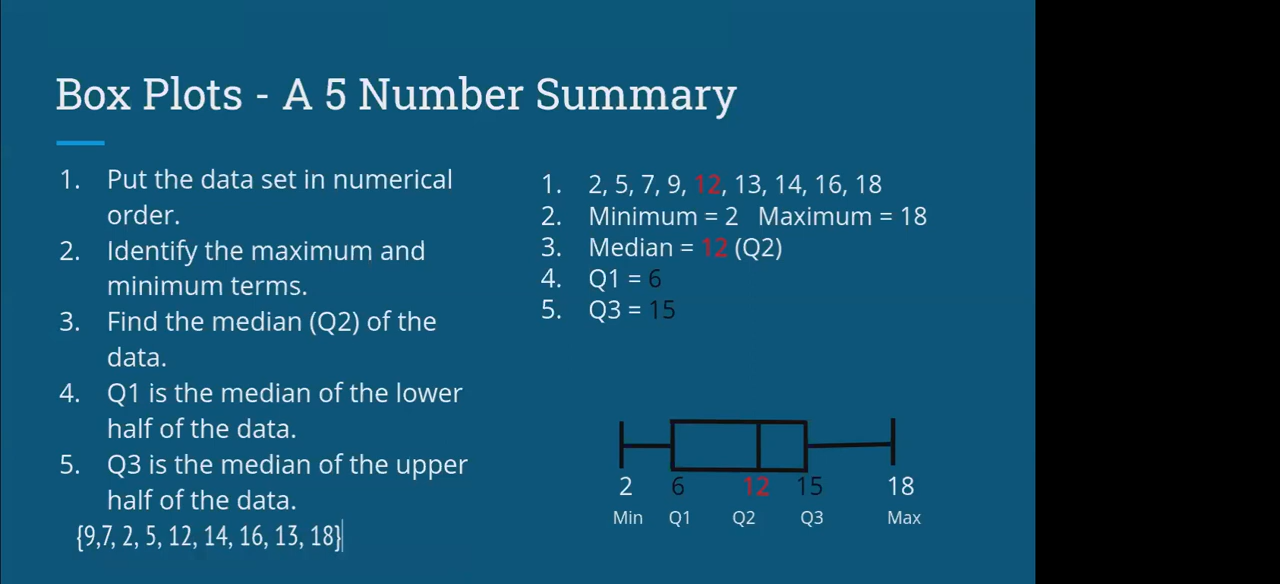 Box Plots - A 5 Number Summary
1. Put the data set in numerical
order.
2. Identify the maximum and
minimum terms.
3. Find the median (Q2) of the
data.
4. Q1 is the median of the lower
half of the data.
5. Q3 is the median of the upper
half of the data.
{9,7, 2, 5, 12, 14, 16, 13, 18}
1. 2, 5, 7, 9, 12, 13, 14, 16, 18
2. Minimum = 2 Maximum = 18
3. Median = 12 (Q2)
4. Q1 = 6
5. Q3 = 15
2 6 12 15 18
Min Q1 Q2 Q3 Max